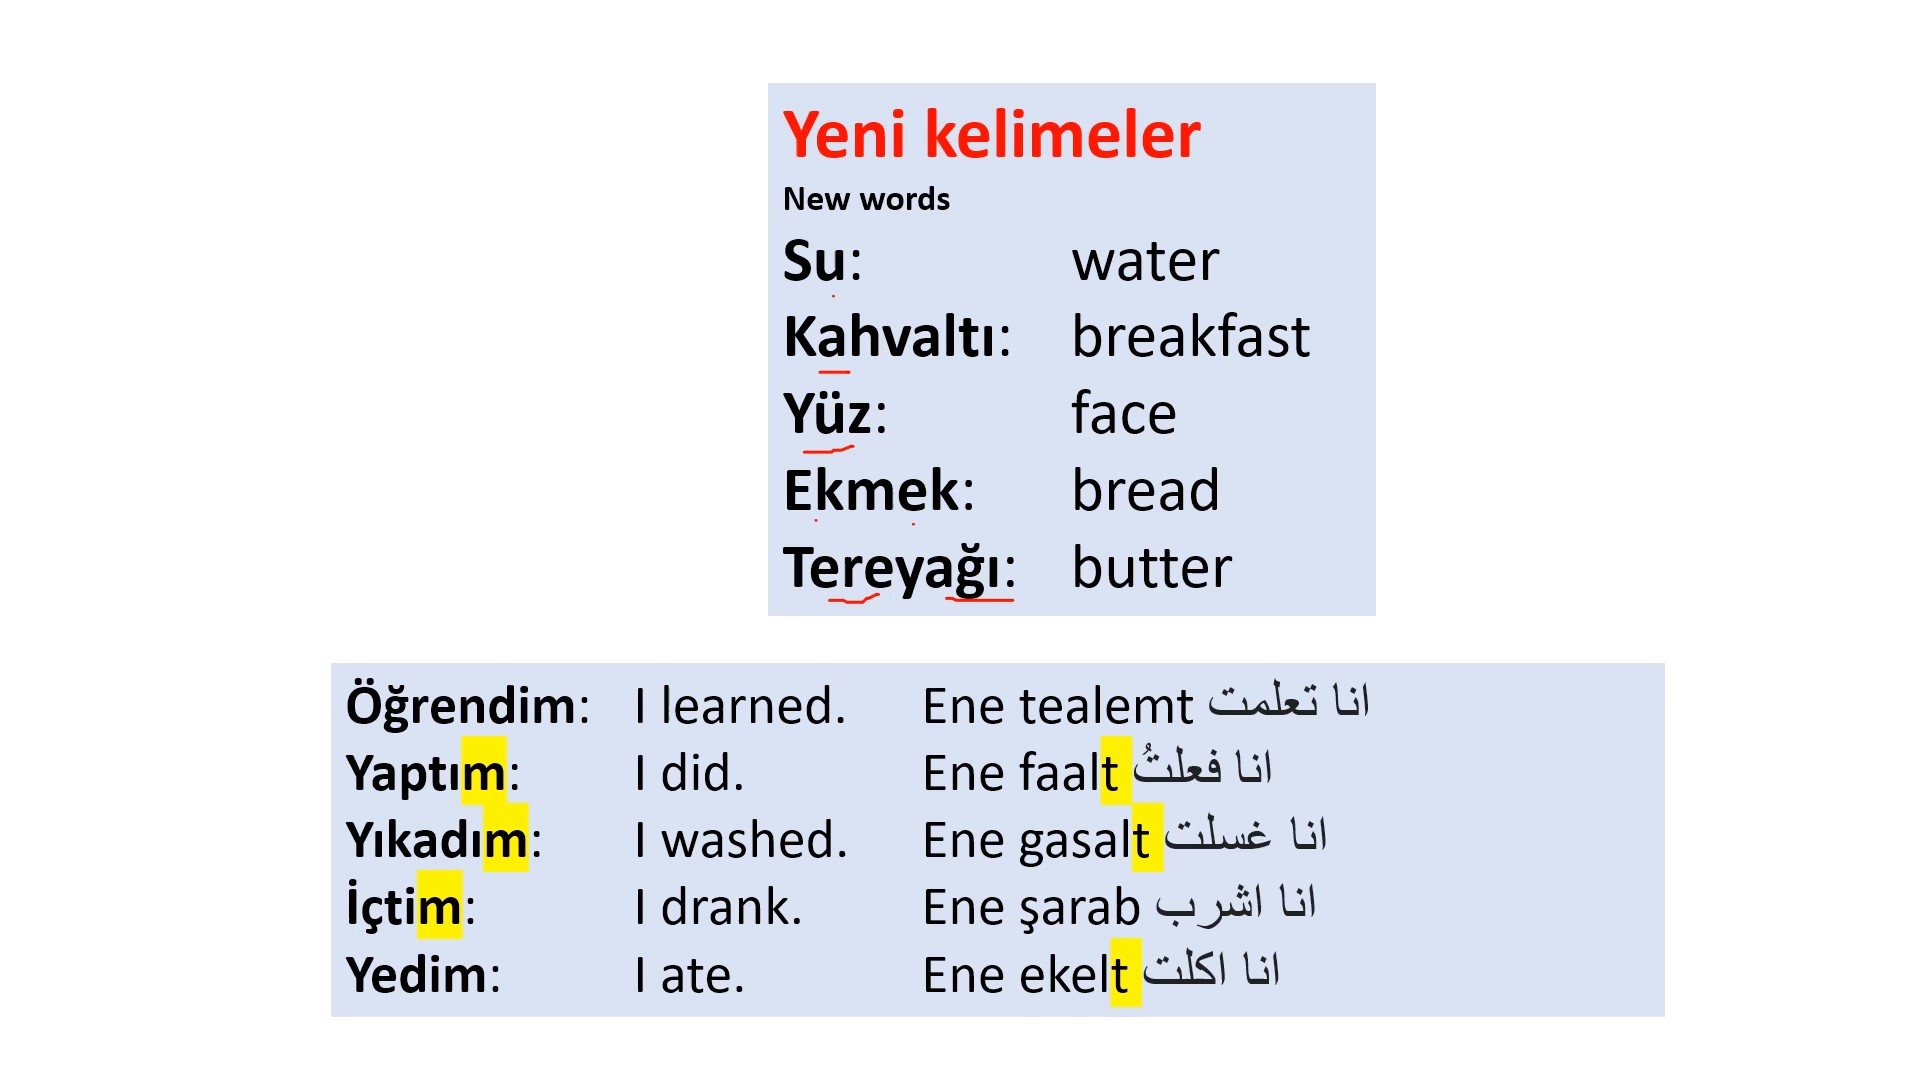 Yeni kelimeler
New words
Su: water
Kahvaltı: breakfast
Yüz: face
Ekmek: bread
Tereyağı: butter
Öğrendim: I learned. Ene tealemt انا تعلمت
Yaptım: I did. Ene faalt انا فعلتُ
Yıkadım: I washed. Ene gasalt انا غسلت
İçtim: I drank. Ene şarab انا اشرب
Yedim: I ate. Ene ekelt انا اكلت